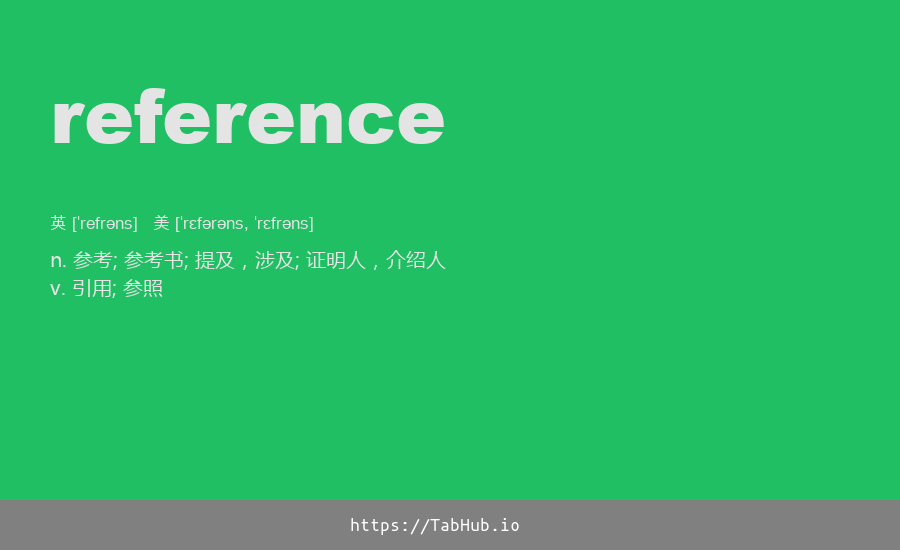 reference
英 [ˈrefrəns] 美 [ˈrɛfərəns, ˈrɛfrəns]
n. 参考; 参考书; 提及，涉及; 证明人，介绍人
v. 引用; 参照
https://TabHub.io